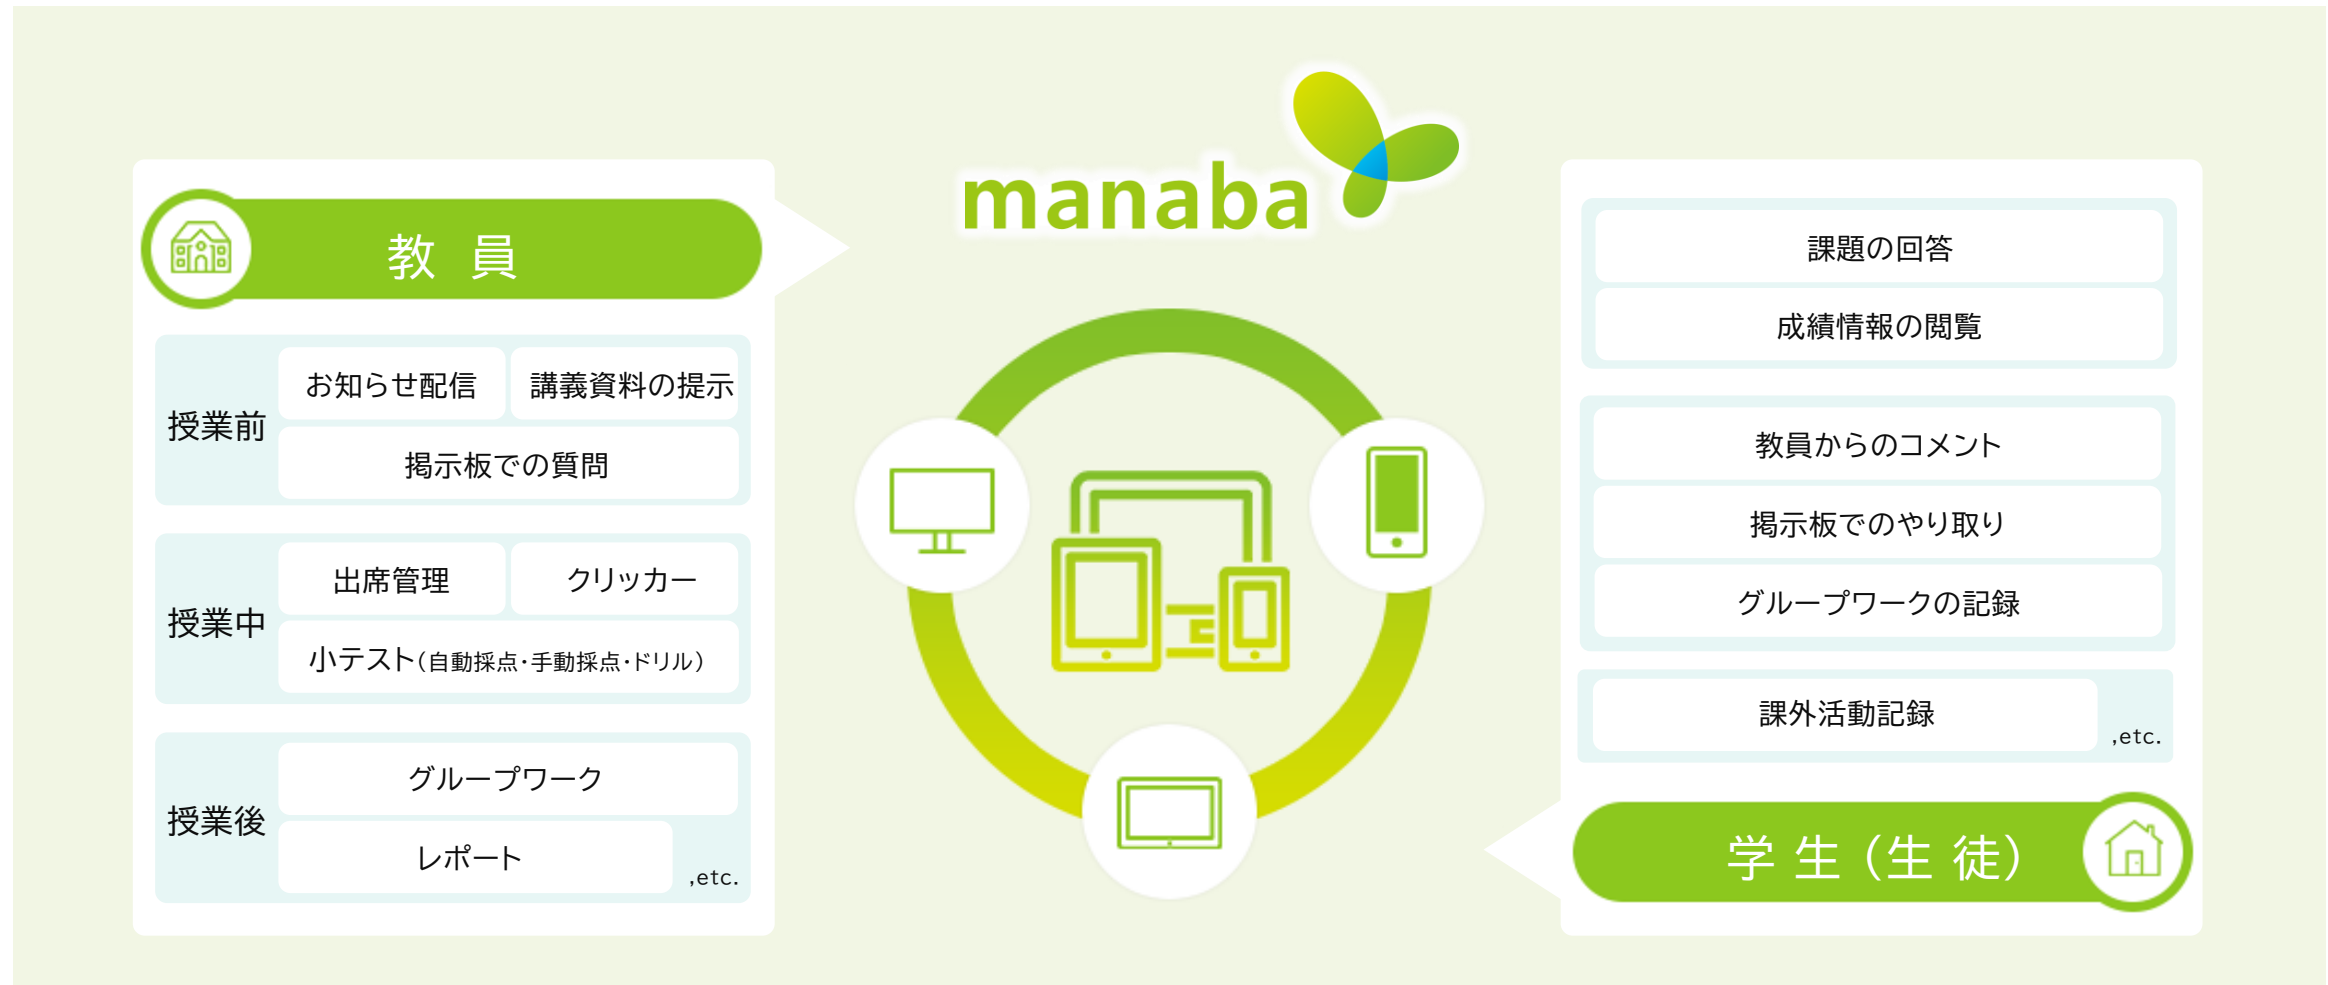 manaba
教 員
授業前
お知らせ配信
講義資料の提示
掲示板での質問
授業中
出席管理
クリッカー
小テスト（自動採点・手動採点・ドリル）
授業後
グループワーク
レポート
,etc.
課題の回答
成績情報の閲覧
教員からのコメント
掲示板でのやり取り
グループワークの記録
課外活動記録
,etc.
学 生（生 徒）